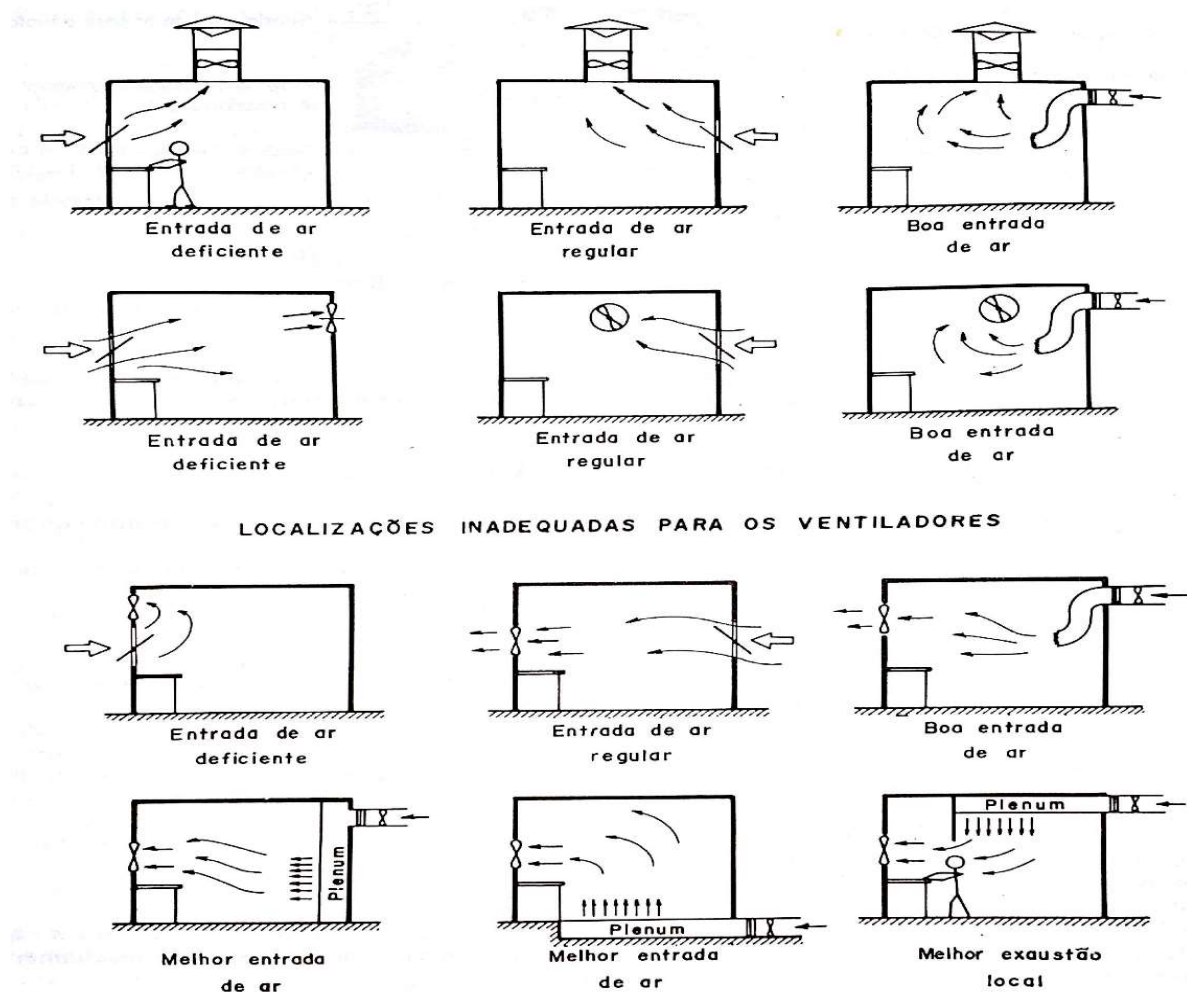 Entrada de ar
deficiente
Entrada de ar
regular
Boa entrada
de ar
Entrada de ar
deficiente
Entrada de ar
regular
Boa entrada
de ar
LOCALIZAÇÕES INADEQUADAS PARA OS VENTILADORES
Entrada de ar
deficiente
Entrada de ar
regular
Boa entrada
de ar
Plenum
Melhor entrada
de ar
Plenum
Melhor entrada
de ar
Plenum
Melhor exaustão
local